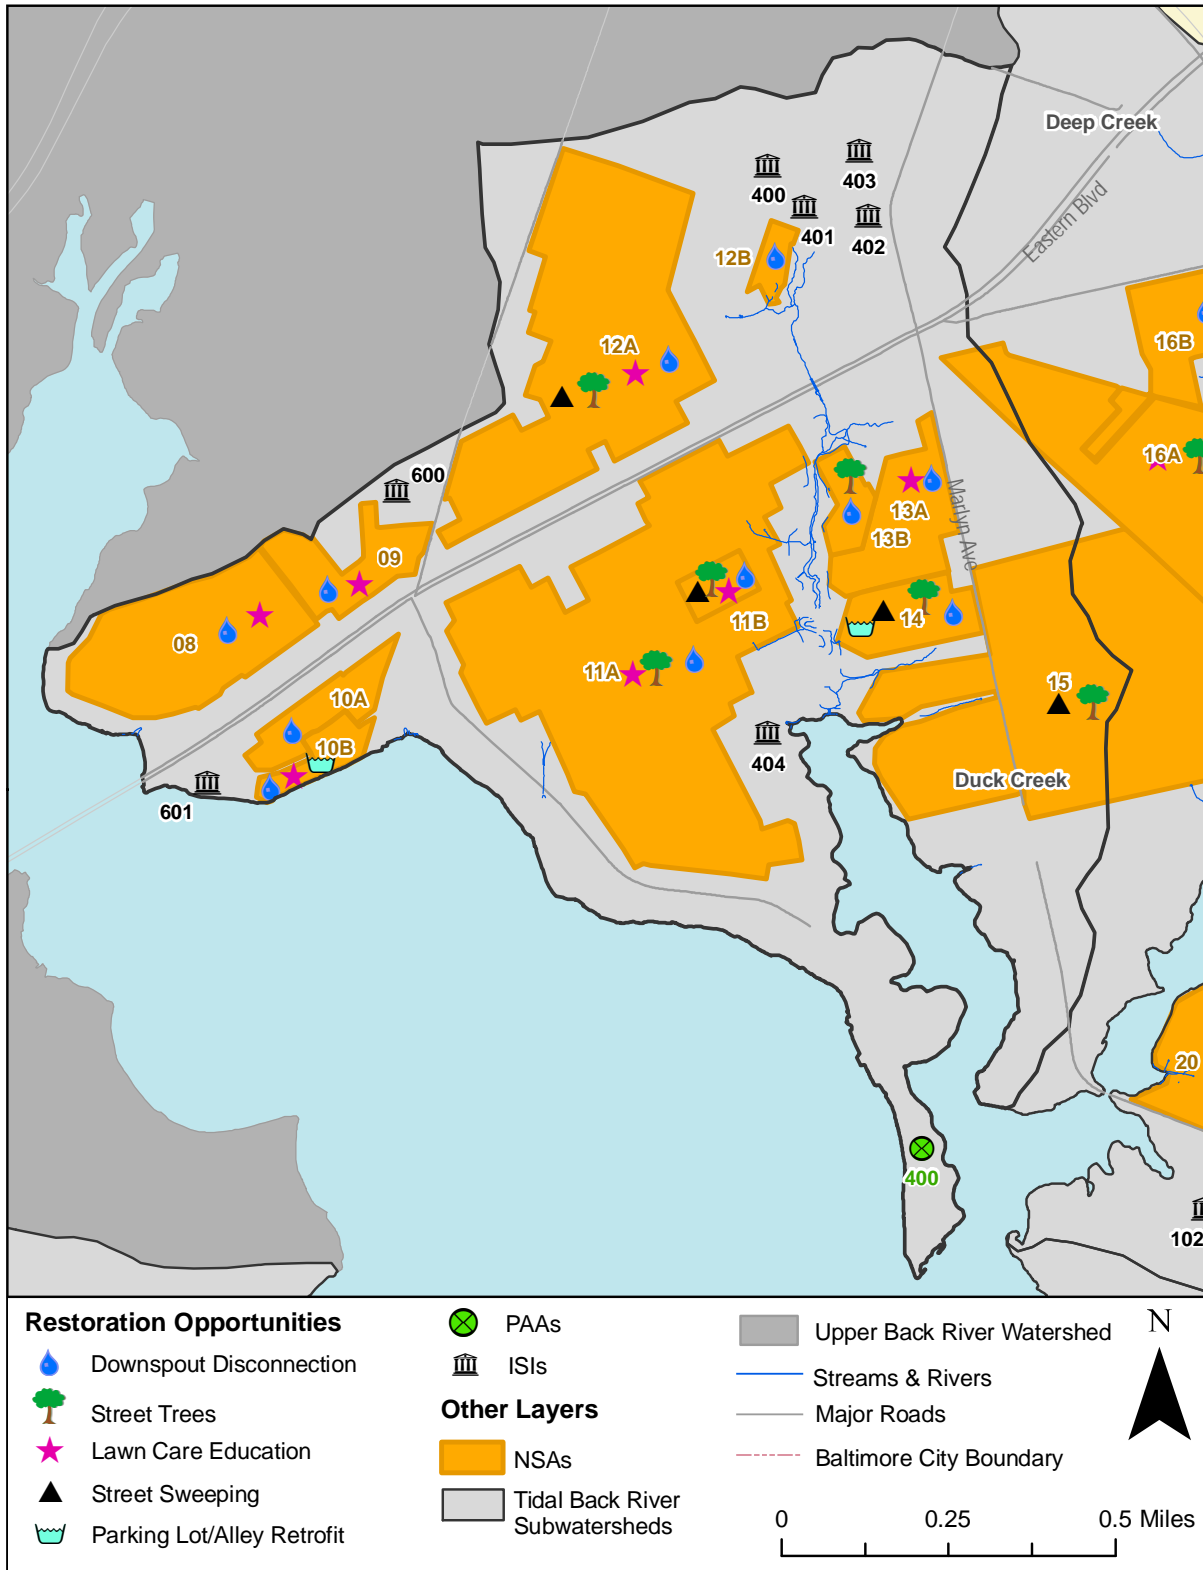 Deep Creek
403
400
401
402
Eastern Blvd
12B
12A
16B
16A
600
Marlyn Ave
13A
13B
09
08
11B
14
11A
10A
15
10B
404
Duck Creek
601
20
400
102
Restoration Opportunities
Downspout Disconnection
Street Trees
Lawn Care Education
Street Sweeping
Parking Lot/Alley Retrofit
PAAs
ISIs
Other Layers
NSAs
Tidal Back River
Subwatersheds
Upper Back River Watershed
Streams & Rivers
Major Roads
Baltimore City Boundary
N
0 0.25 0.5 Miles